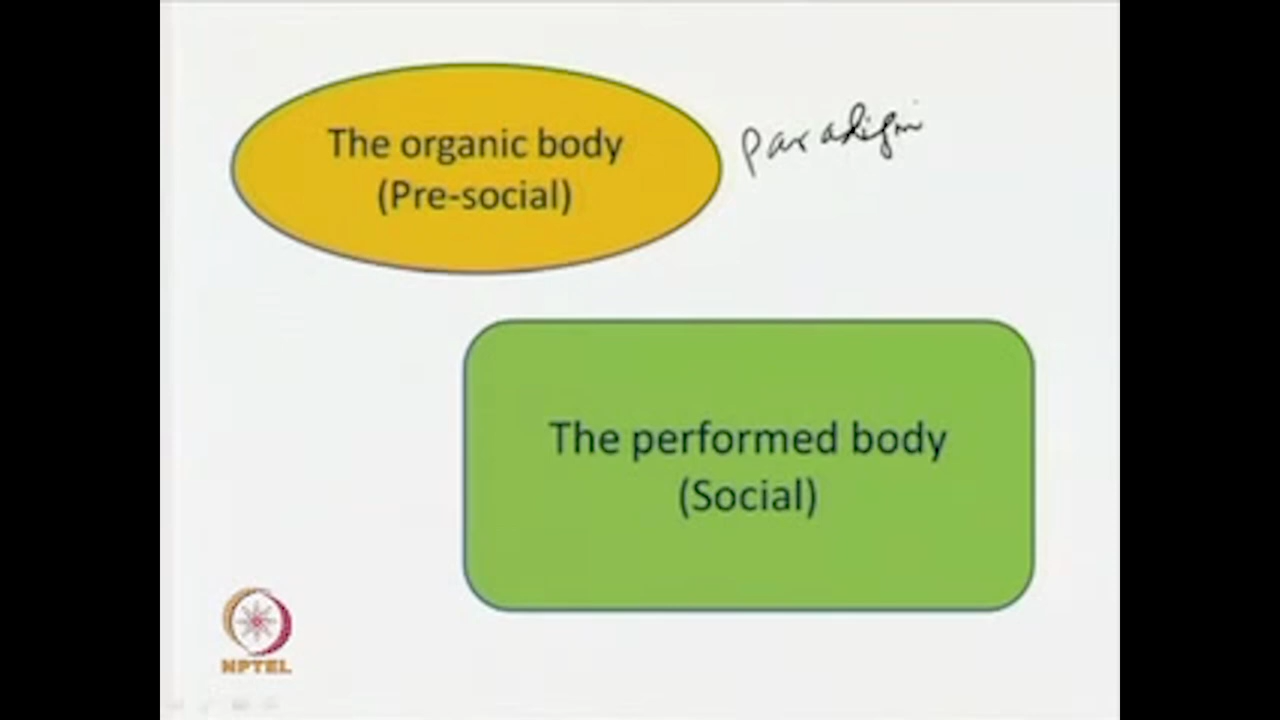 The organic body
(Pre-social)
Paradigm
The performed body
(Social)
NPTEL